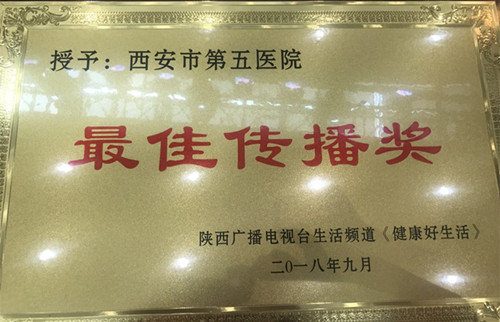 授予：西安市第五医院
最佳传播奖
陕西广播电视台生活频道《健康好生活》
二0一八年九月